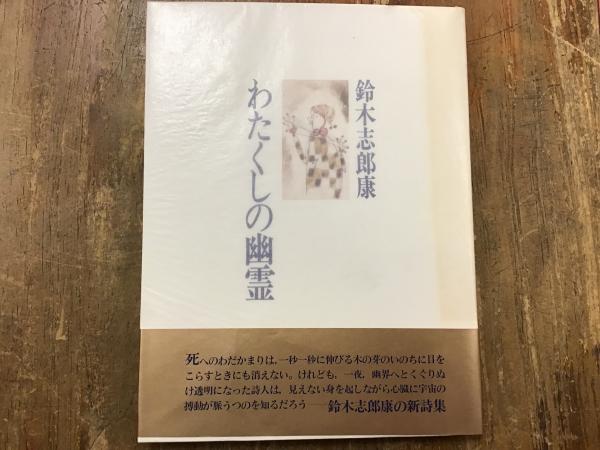 鈴木志郎康
わたくしの幽霊
死へのわだかまりは、一秒一秒に伸びる木の芽のいのちに目を
こらすときにも消えない。けれども、一夜、幽界へとくぐりぬ
け透明になった詩人は、見えない身を起しながら心臓に宇宙の
搏動が脈うつのを知るだろう——鈴木志郎康の新詩集